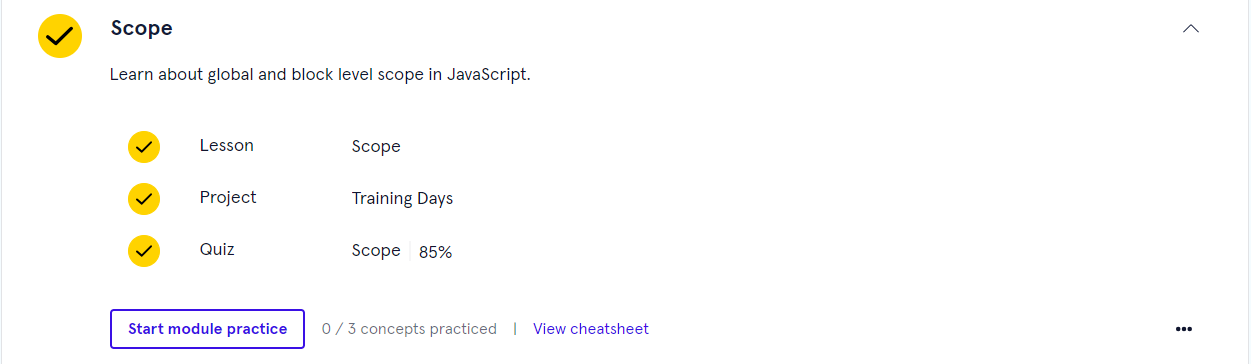 Scope
Learn about global and block level scope in JavaScript.
Lesson Scope
Project Training Days
Quiz Scope 85%
Start module practice 0 / 3 concepts practiced | View cheatsheet